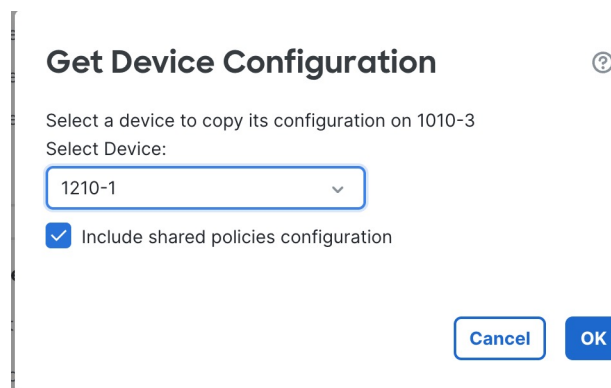 Get Device Configuration
Select a device to copy its configuration on 1010-3
Select Device:
1210-1
Include shared policies configuration
Cancel
OK